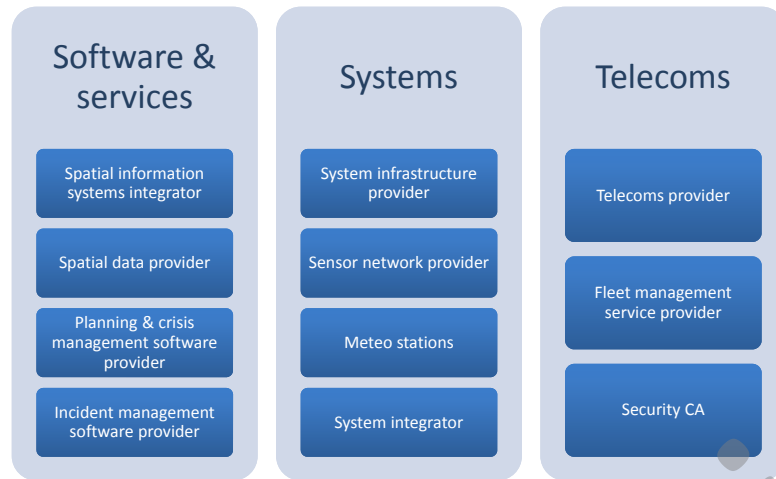 Software &
services
Spatial information
systems integrator
Spatial data provider
Planning & crisis
management software
provider
Incident management
software provider
Systems
System infrastructure
provider
Sensor network provider
Meteo stations
System integrator
Telecoms
Telecoms provider
Fleet management
service provider
Security CA